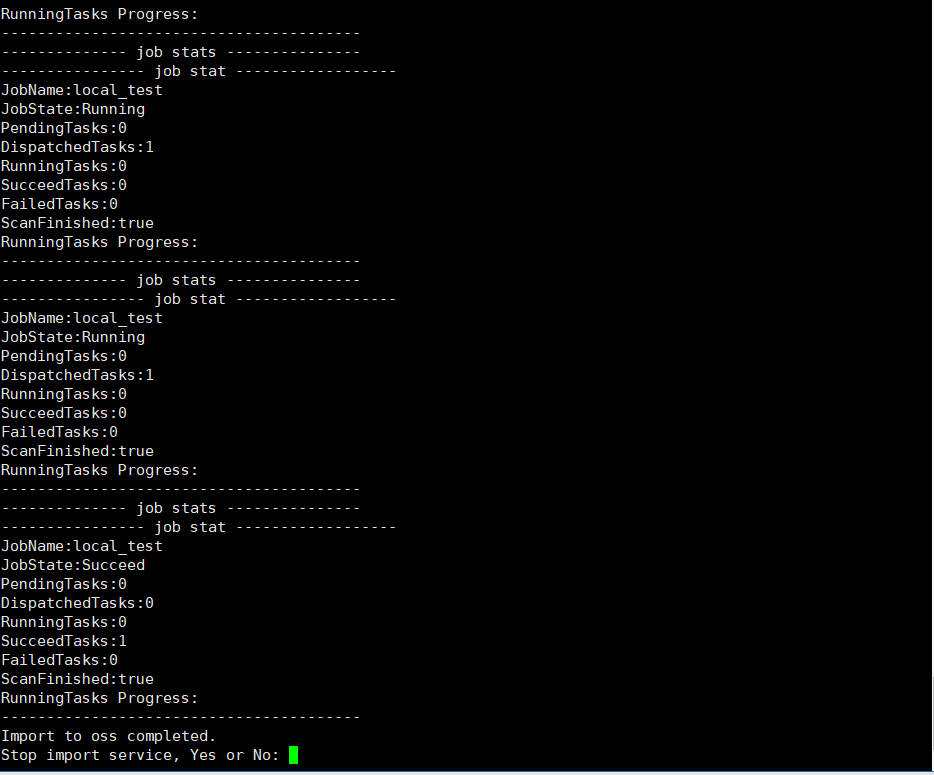 RunningTasks Progress:
----------------------------------------
-------------- job stats ---------------
---------------- job stat ------------------
JobName:local_test
JobState:Running
PendingTasks:0
DispatchedTasks:1
RunningTasks:0
SucceedTasks:0
FailedTasks:0
ScanFinished:true
RunningTasks Progress:
----------------------------------------
-------------- job stats ---------------
---------------- job stat ------------------
JobName:local_test
JobState:Running
PendingTasks:0
DispatchedTasks:1
RunningTasks:0
SucceedTasks:0
FailedTasks:0
ScanFinished:true
RunningTasks Progress:
----------------------------------------
-------------- job stats ---------------
---------------- job stat ------------------
JobName:local_test
JobState:Succeed
PendingTasks:0
DispatchedTasks:0
RunningTasks:0
SucceedTasks:1
FailedTasks:0
ScanFinished:true
RunningTasks Progress:
----------------------------------------
Import to oss completed.
Stop import service, Yes or No: